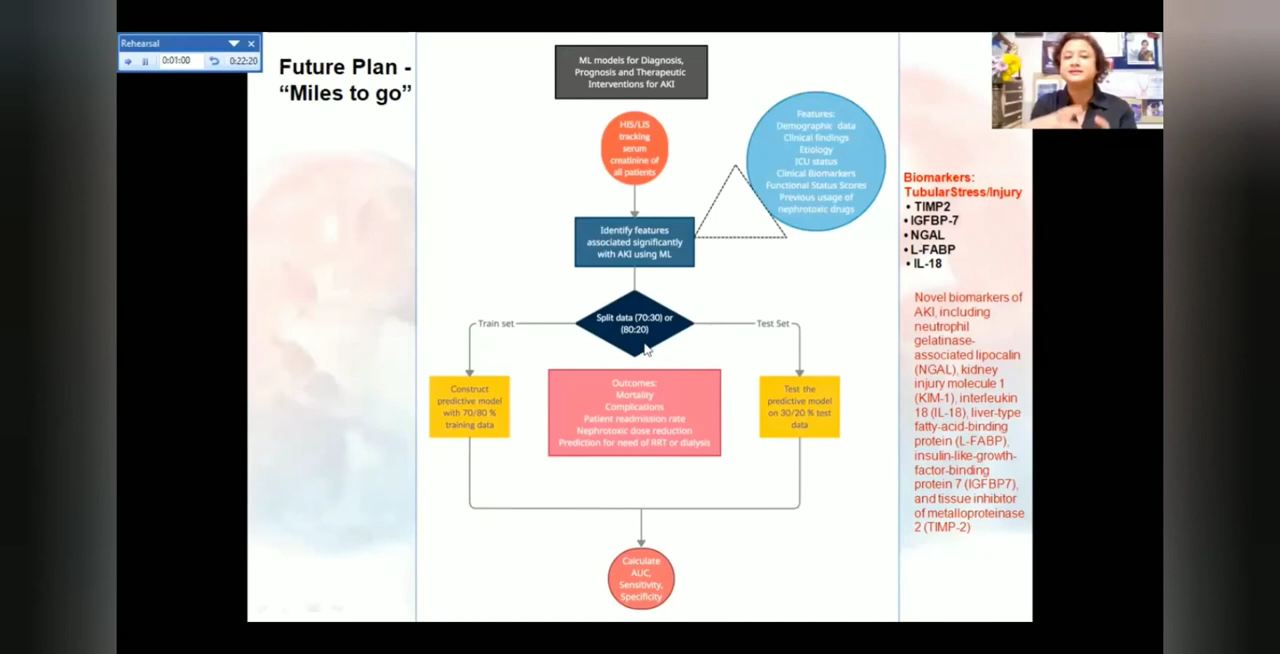 Rehearsal
0:01:00
0:22:20
Future Plan -
“Miles to go”
ML models for Diagnosis,
Prognosis and Therapeutic
Interventions for AKI
HIS/LIS
tracking
serum
creatinine of
all patients
Features:
Demographic data
Clinical findings
Etiology
ICU status
Clinical Biomarkers
Functional Status Scores
Previous usage of
nephrotoxic drugs
Identify features
associated significantly
with AKI using ML
Split data (70:30) or
(80:20)
Train set
Test Set
Construct
predictive model
with 70/80 %
training data
Outcomes:
Mortality
Complications
Patient readmission rate
Nephrotoxic dose reduction
Prediction for need of RRT or dialysis
Test the
predictive model
on 30/20 % test
data
Calculate
AUC,
Sensitivity,
Specificity
Biomarkers:
TubularStress/Injury
• TIMP2
• IGFBP-7
• NGAL
• L-FABP
• IL-18
Novel biomarkers of
AKI, including
neutrophil
gelatinase-
associated lipocalin
(NGAL), kidney
injury molecule 1
(KIM-1), interleukin
18 (IL-18), liver-type
fatty-acid-binding
protein (L-FABP),
insulin-like-growth-
factor-binding
protein 7 (IGFBP7),
and tissue inhibitor
of metalloproteinase
2 (TIMP-2)